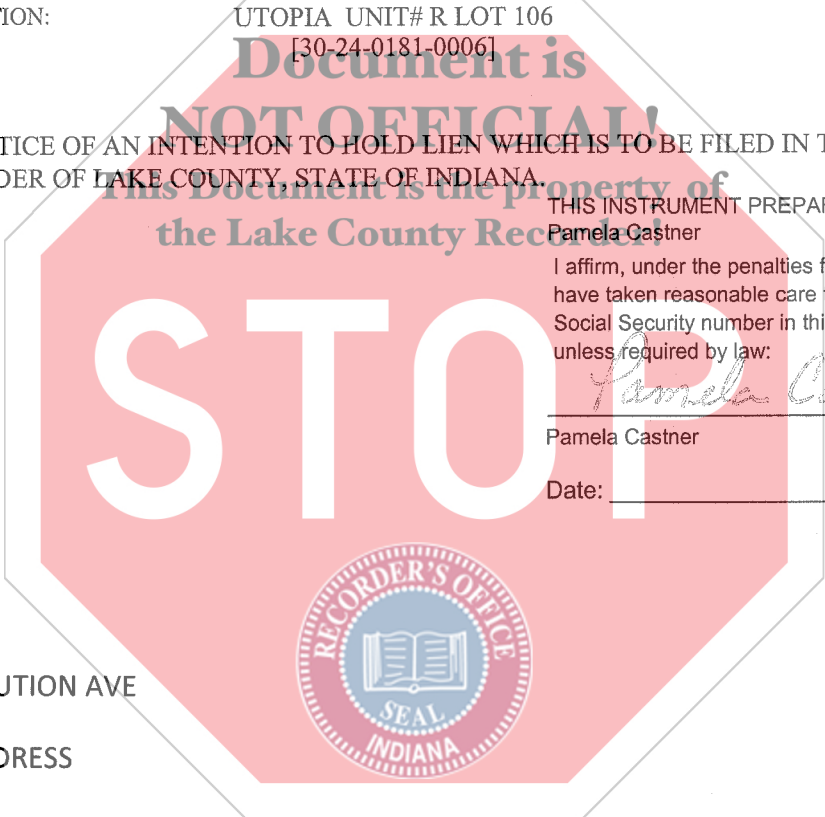 TION: UTOPIA UNIT# R LOT 106
[30-24-0181-0006]
Document is
NOT OFFICIAL!
TICE OF AN INTENTION TO HOLD LIEN WHICH IS TO BE FILED IN T
DER OF LAKE COUNTY, STATE OF INDIANA.
This Document is the property of
the Lake County Recorder!
THIS INSTRUMENT PREPAR
Pamela Castner
I affirm, under the penalties f
have taken reasonable care
Social Security number in thi
unless required by law:
Pamela C
Pamela Castner
Date:
STOP
RECORDER'S OFFICE
SEAL
INDIANA
UTION AVE
DRESS